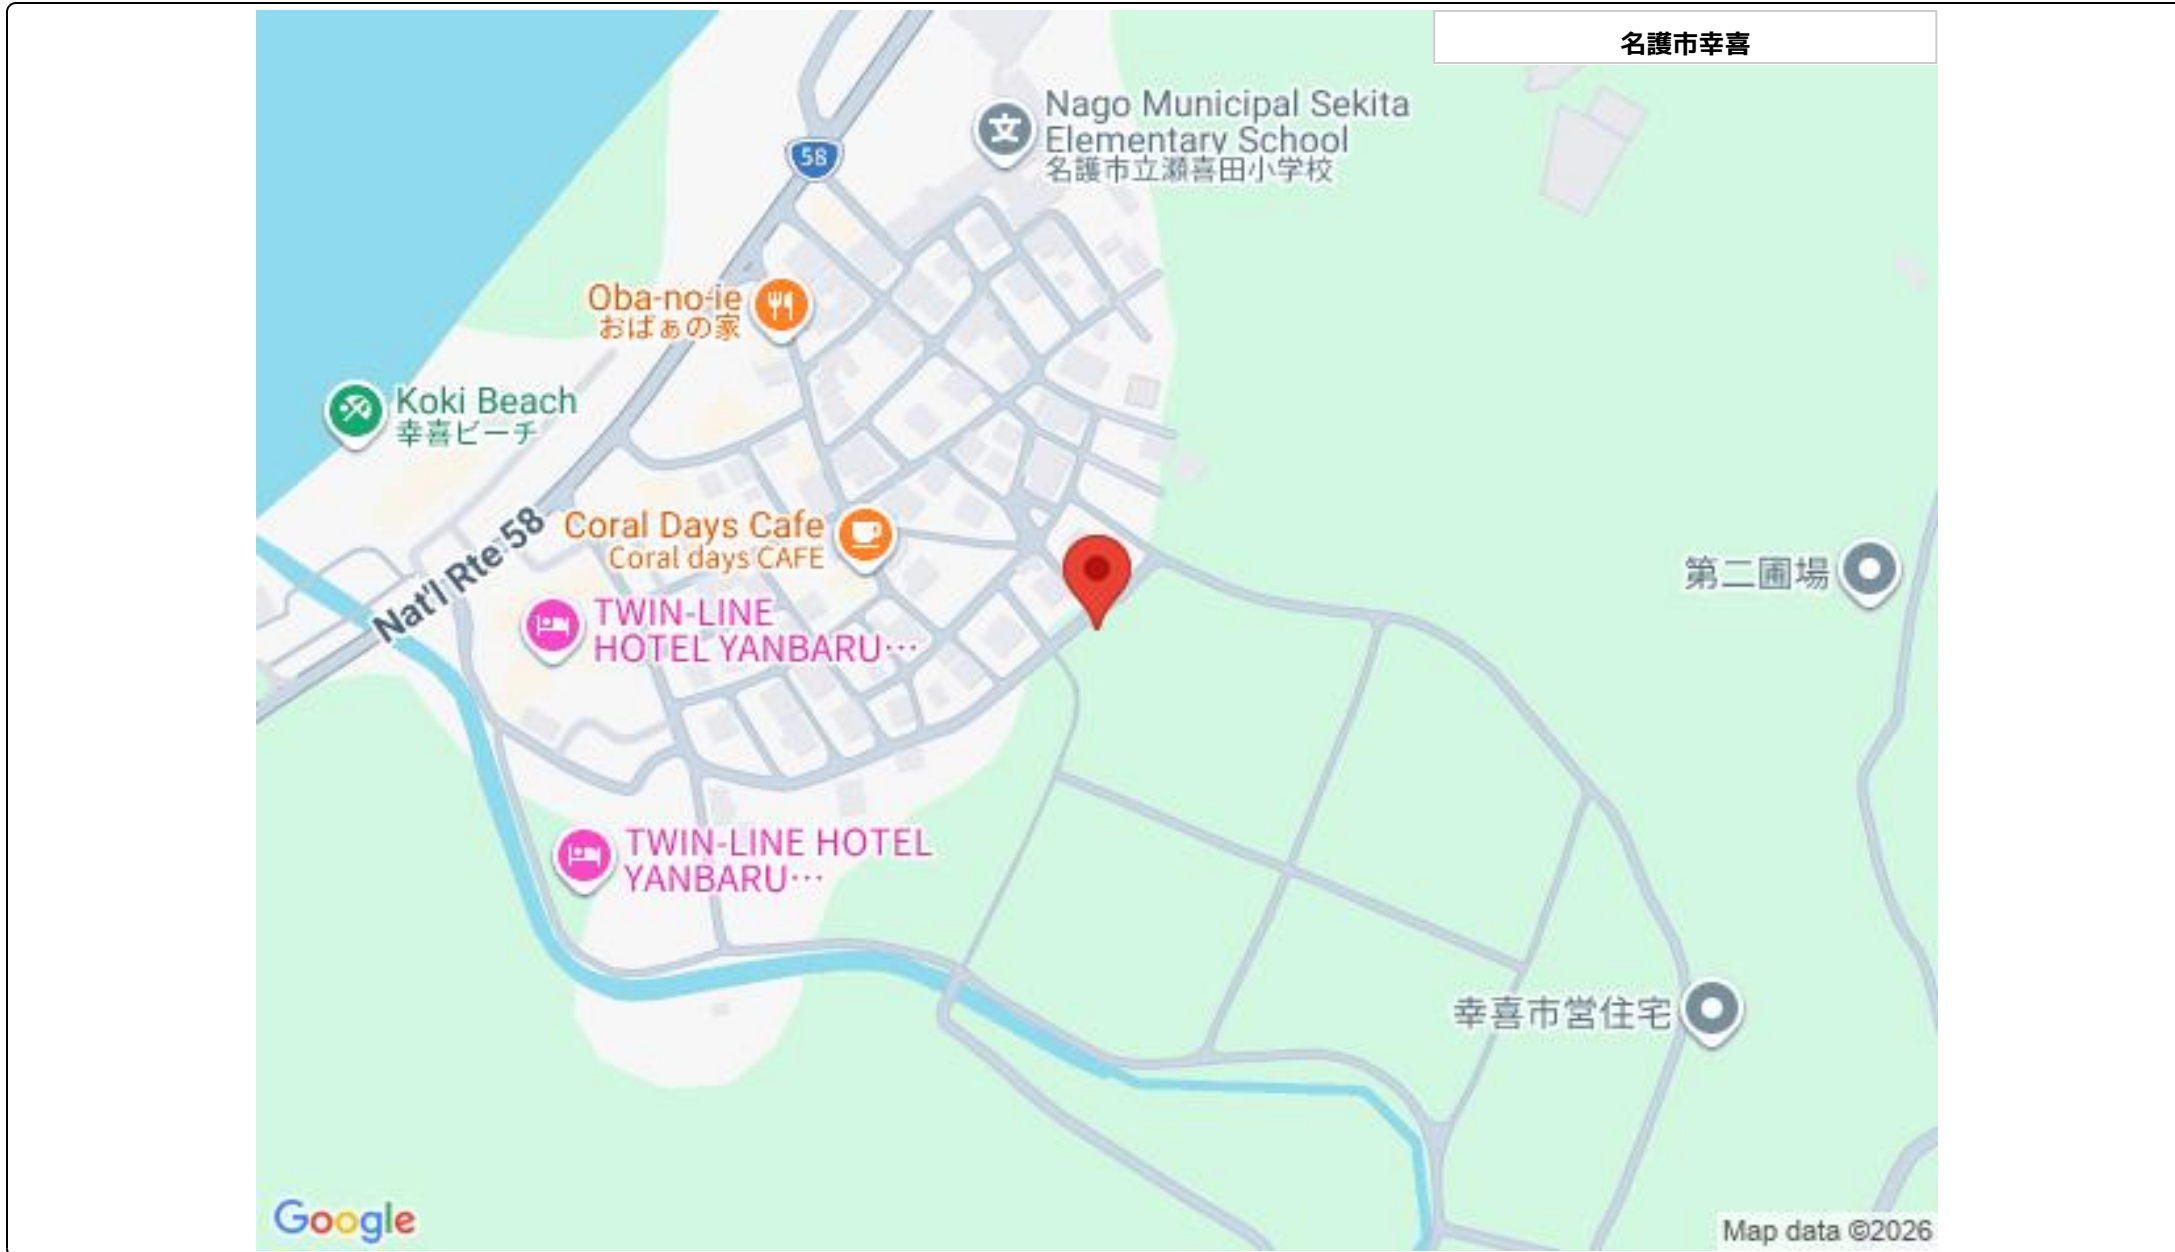 名護市幸喜
Nago Municipal Sekita
Elementary School
名護市立瀬喜田小学校
58
Oba-no-ie
おばぁの家
Koki Beach
幸喜ビーチ
Nat'l Rte 58
Coral Days Cafe
Coral days CAFE
第二圃場
TWIN-LINE
HOTEL YANBARU…
TWIN-LINE HOTEL
YANBARU…
幸喜市営住宅
Google
Map data ©2026